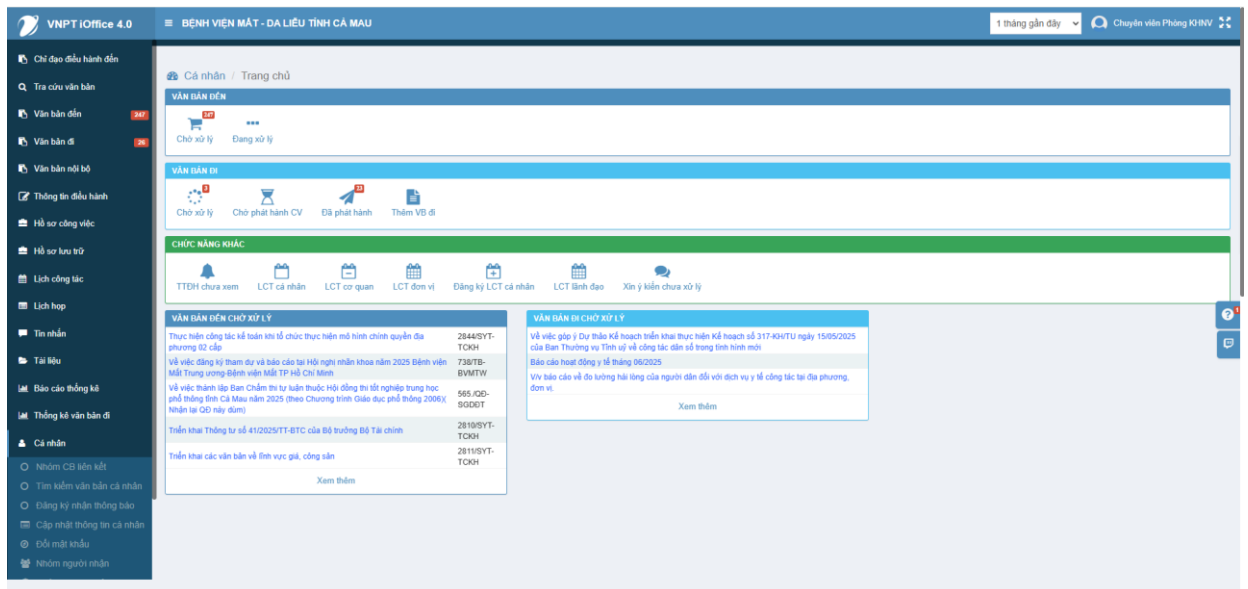 VNPT iOffice 4.0
BỆNH VIỆN MẮT - DA LIỄU TỈNH CÀ MAU
1 tháng gần đây
Chuyên viên Phòng KHNV
Chỉ đạo điều hành đến
Tra cứu văn bản
Văn bản đến
247
Văn bản đi
26
Văn bản nội bộ
Thông tin điều hành
Hồ sơ công việc
Hồ sơ lưu trữ
Lịch công tác
Lịch họp
Tin nhắn
Tài liệu
Báo cáo thống kê
Thống kê văn bản đi
Cá nhân
Nhóm CB liên kết
Tìm kiếm văn bản cá nhân
Đăng ký nhận thông báo
Cập nhật thông tin cá nhân
Đổi mật khẩu
Nhóm người nhận
Cá nhân / Trang chủ
VĂN BẢN ĐẾN
247
Chờ xử lý
Đang xử lý
VĂN BẢN ĐI
3
23
Chờ xử lý
Chờ phát hành CV
Đã phát hành
Thêm VB đi
CHỨC NĂNG KHÁC
TTĐH chưa xem
LCT cá nhân
LCT cơ quan
LCT đơn vị
Đăng ký LCT cá nhân
LCT lãnh đạo
Xin ý kiến chưa xử lý
VĂN BẢN ĐẾN CHỜ XỬ LÝ
Thực hiện công tác kế toán khi tổ chức thực hiện mô hình chính quyền địa
phương 02 cấp
2844/SYT-
TCKH
Về việc đăng ký tham dự và báo cáo tại Hội nghị nhãn khoa năm 2025 Bệnh viện
Mắt Trung ương-Bệnh viện Mắt TP Hồ Chí Minh
738/TB-
BVMTW
Về việc thành lập Ban Chấm thi tự luận thuộc Hội đồng thi tốt nghiệp trung học
phổ thông tỉnh Cà Mau năm 2025 (theo Chương trình Giáo dục phổ thông 2006)(
Nhận lại QĐ này dùm)
565./QĐ-
SGDĐT
Triển khai Thông tư số 41/2025/TT-BTC của Bộ trưởng Bộ Tài chính
2810/SYT-
TCKH
Triển khai các văn bản về lĩnh vực giá, công sản
2811/SYT-
TCKH
Xem thêm
VĂN BẢN ĐI CHỜ XỬ LÝ
Về việc góp ý Dự thảo Kế hoạch triển khai thực hiện Kế hoạch số 317-KH/TU ngày 15/05/2025
của Ban Thường vụ Tỉnh uỷ về công tác dân số trong tình hình mới
Báo cáo hoạt động y tế tháng 06/2025
V/v báo cáo về đo lường hài lòng của người dân đối với dịch vụ y tế công tác tại địa phương,
đơn vị.
Xem thêm
1